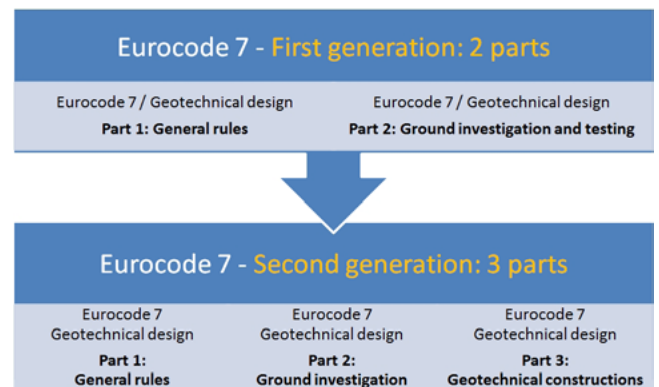 Eurocode 7 - First generation: 2 parts
Eurocode 7 / Geotechnical design
Part 1: General rules
Eurocode 7 / Geotechnical design
Part 2: Ground investigation and testing
Eurocode 7 - Second generation: 3 parts
Eurocode 7
Geotechnical design
Part 1:
General rules
Eurocode 7
Geotechnical design
Part 2:
Ground investigation
Eurocode 7
Geotechnical design
Part 3:
Geotechnical constructions